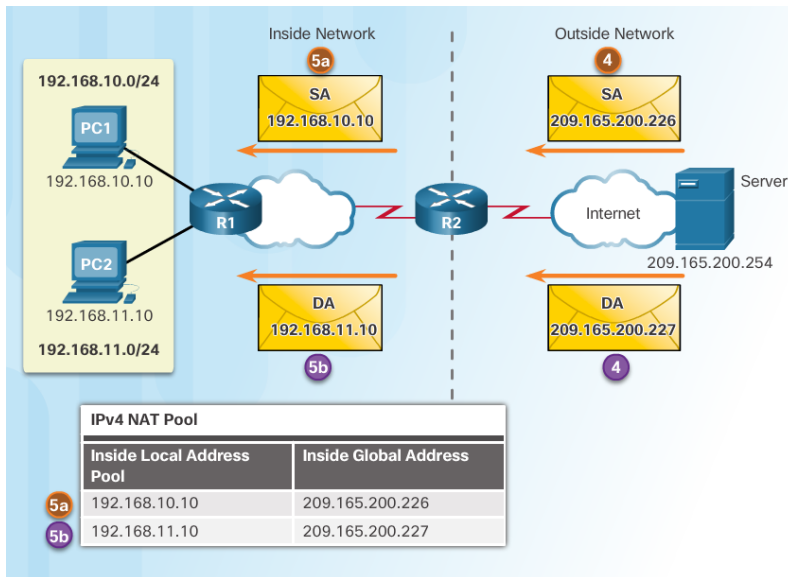 Inside Network
Outside Network
5a
4
192.168.10.0/24
SA
192.168.10.10
SA
209.165.200.226
PC1
192.168.10.10
R1
R2
Internet
Server
209.165.200.254
PC2
192.168.11.10
192.168.11.0/24
DA
192.168.11.10
DA
209.165.200.227
5b
4
IPv4 NAT Pool
Inside Local Address Pool
Inside Global Address
5a
192.168.10.10
209.165.200.226
5b
192.168.11.10
209.165.200.227